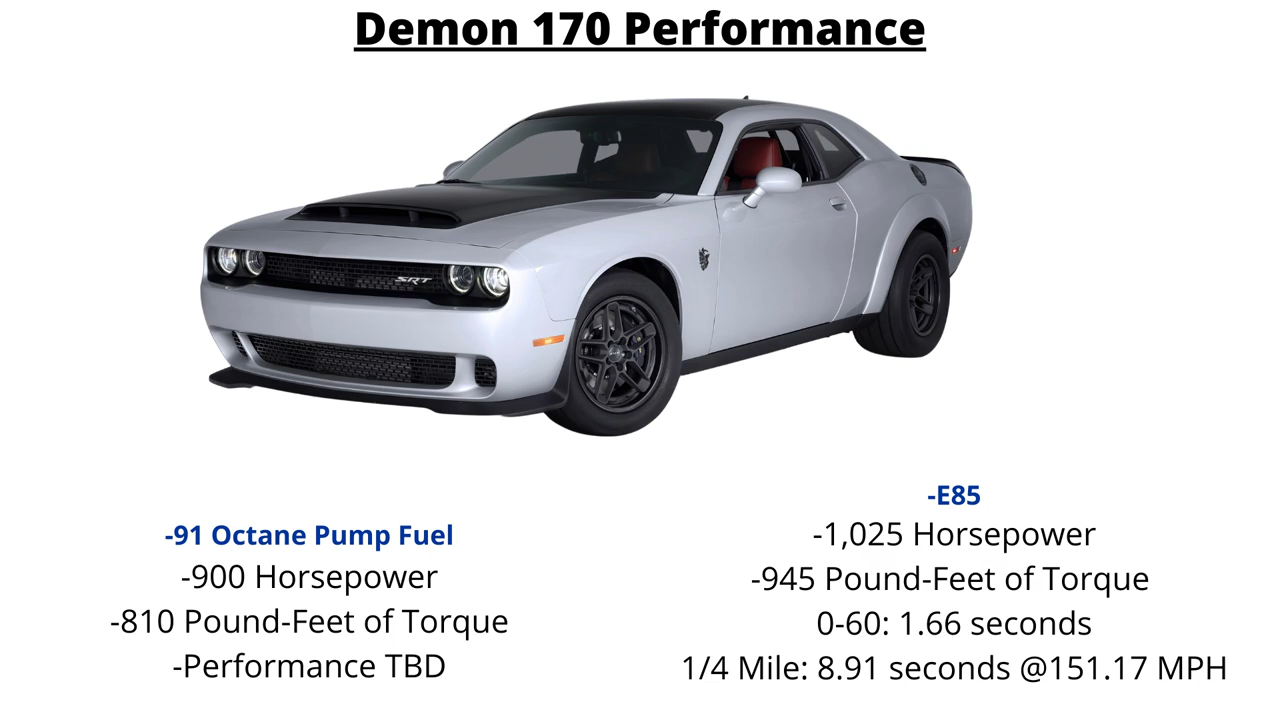 Demon 170 Performance
SRT
-91 Octane Pump Fuel
-900 Horsepower
-810 Pound-Feet of Torque
-Performance TBD
-E85
-1,025 Horsepower
-945 Pound-Feet of Torque
0-60: 1.66 seconds
1/4 Mile: 8.91 seconds @151.17 MPH